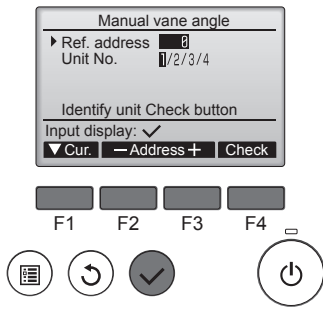 Manual vane angle
Ref. address 0
Unit No. 1/2/3/4
Identify unit Check button
Input display: ✓
▼ Cur. − Address + Check
F1 F2 F3 F4